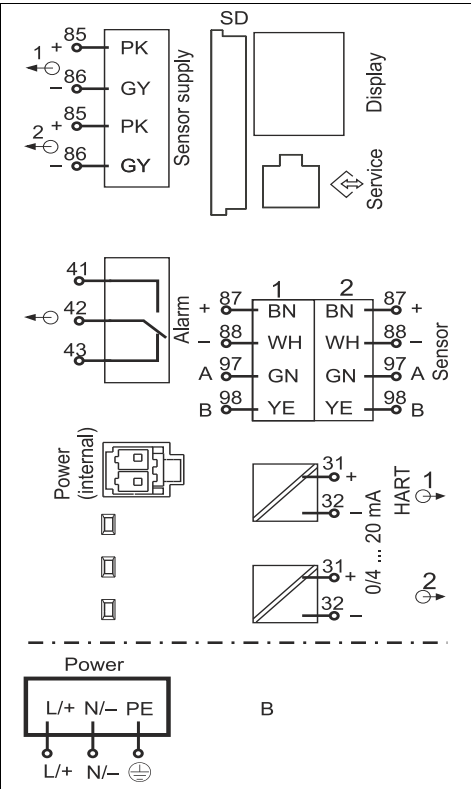 SD
1 + 85 PK
− 86 GY
2 + 85 PK
− 86 GY
Sensor supply
Display
Service
41
42
43
Alarm
1 2
+ 87 BN BN 87 +
− 88 WH WH 88 −
A 97 GN GN 97 A
B 98 YE YE 98 B
Sensor
Power
(internal)
31 +
32 −
31 +
32 −
0/4 ... 20 mA
HART
1
2
Power
L/+ N/– PE
L/+ N/–
B